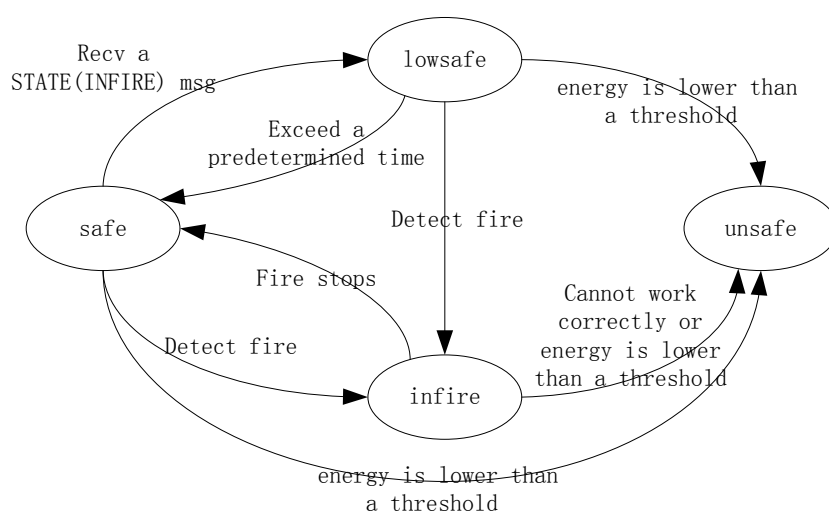 Recv a
STATE(INFIRE) msg
lowsafe
energy is lower than
a threshold
Exceed a
predetermined time
safe
Detect fire
unsafe
Fire stops
Cannot work
correctly or
energy is lower
than a threshold
Detect fire
infire
energy is lower than
a threshold